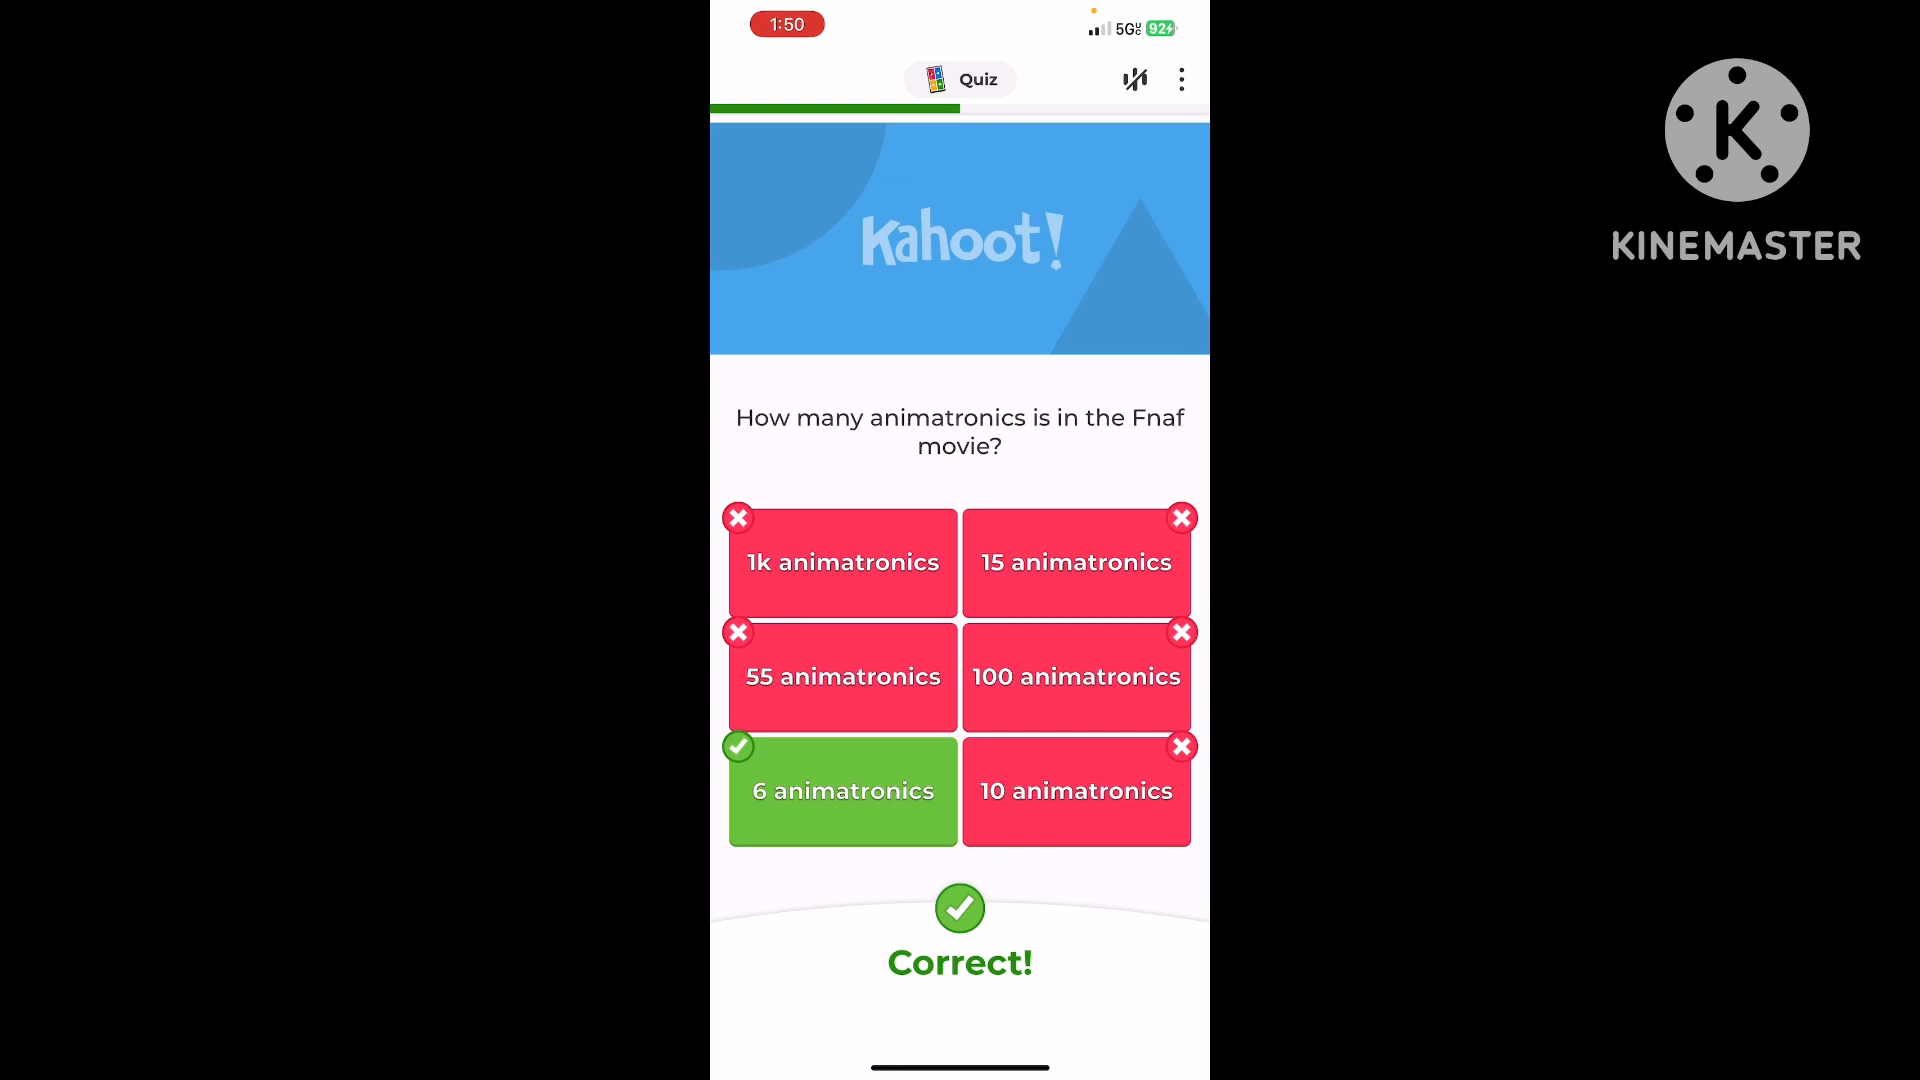 1:50
5G UC 92
Quiz
Kahoot!
How many animatronics is in the Fnaf
movie?
1k animatronics
15 animatronics
55 animatronics
100 animatronics
6 animatronics
10 animatronics
Correct!
K
KINEMASTER